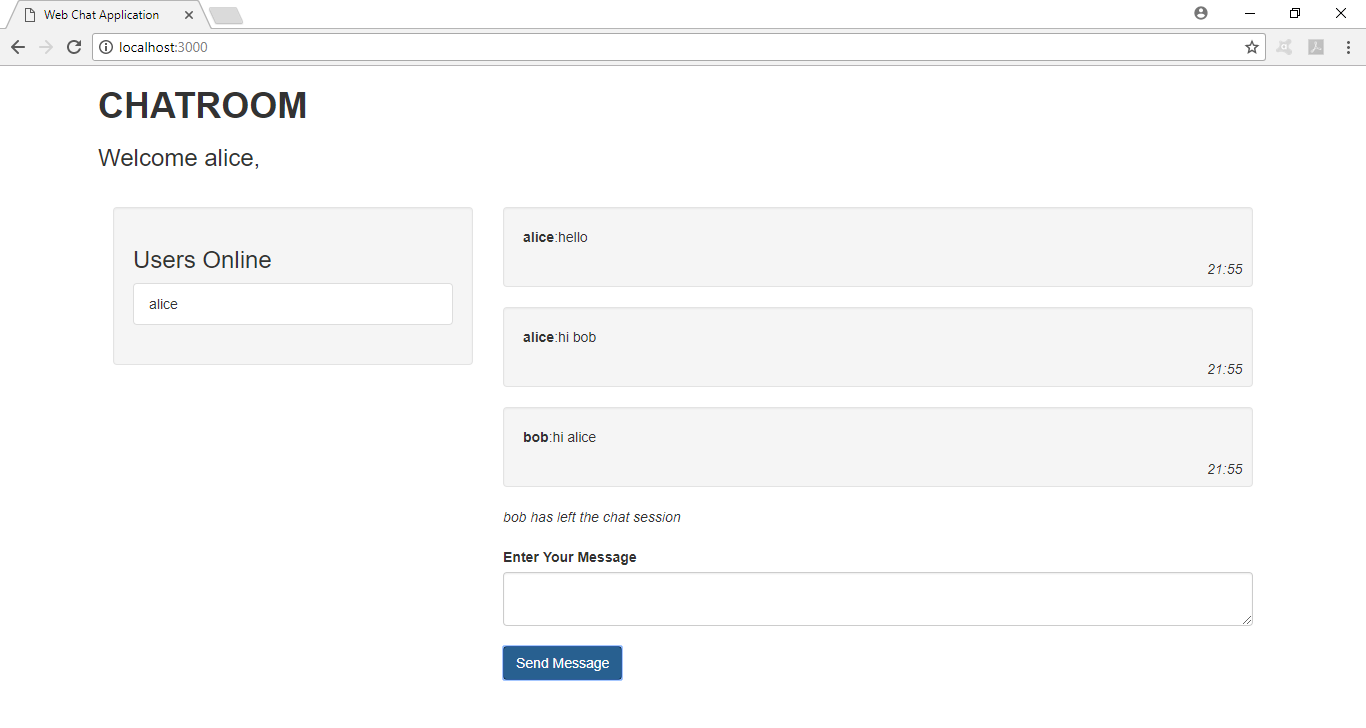 Web Chat Application
localhost:3000
CHATROOM
Welcome alice,
Users Online
alice
alice:hello
21:55
alice:hi bob
21:55
bob:hi alice
21:55
bob has left the chat session
Enter Your Message
Send Message